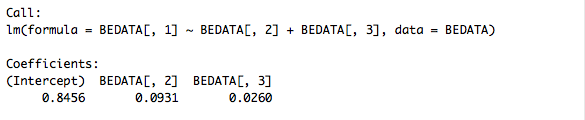 Call:
lm(formula = BEDATA[, 1] ~ BEDATA[, 2] + BEDATA[, 3], data = BEDATA)
Coefficients:
(Intercept)  BEDATA[, 2]  BEDATA[, 3]
0.8456       0.0931       0.0260